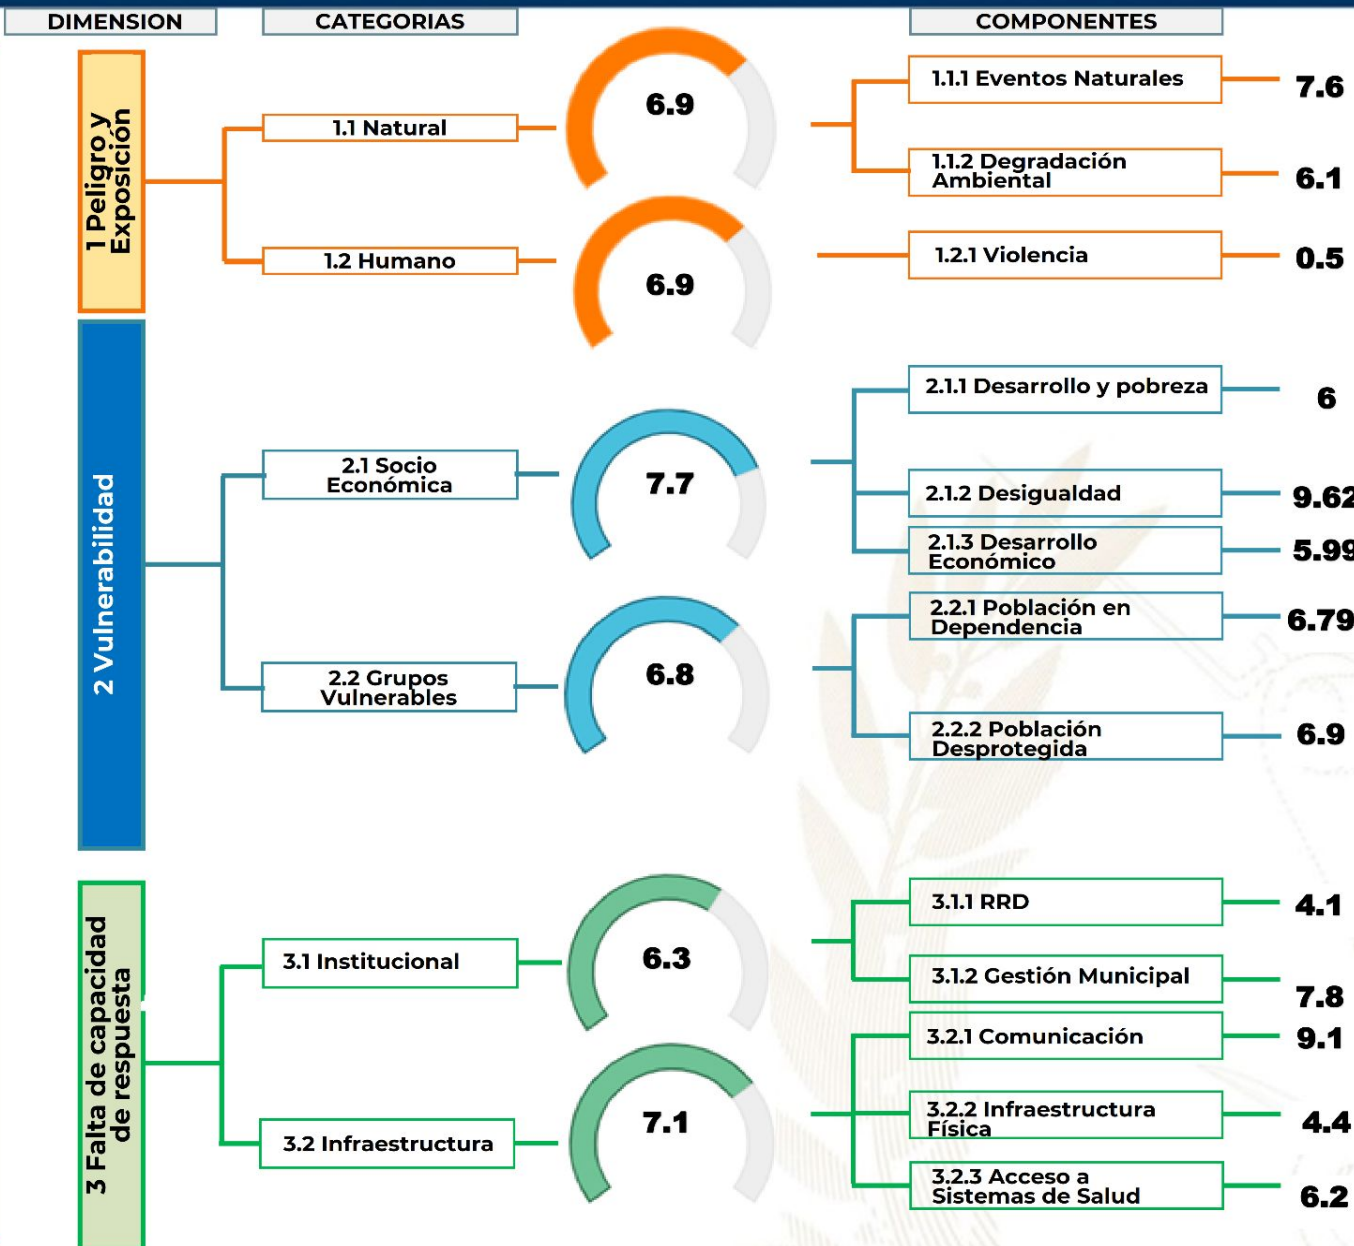 DIMENSION
CATEGORIAS
COMPONENTES
1 Peligro y
Exposición
1.1 Natural
6.9
1.1.1 Eventos Naturales
7.6
1.1.2 Degradación
Ambiental
6.1
1.2 Humano
6.9
1.2.1 Violencia
0.5
2 Vulnerabilidad
2.1 Socio
Económica
7.7
2.1.1 Desarrollo y pobreza
6
2.1.2 Desigualdad
9.62
2.1.3 Desarrollo
Económico
5.99
2.2 Grupos
Vulnerables
6.8
2.2.1 Población en
Dependencia
6.79
2.2.2 Población
Desprotegida
6.9
3 Falta de capacidad
de respuesta
3.1 Institucional
6.3
3.1.1 RRD
4.1
3.1.2 Gestión Municipal
7.8
3.2 Infraestructura
7.1
3.2.1 Comunicación
9.1
3.2.2 Infraestructura
Física
4.4
3.2.3 Acceso a
Sistemas de Salud
6.2